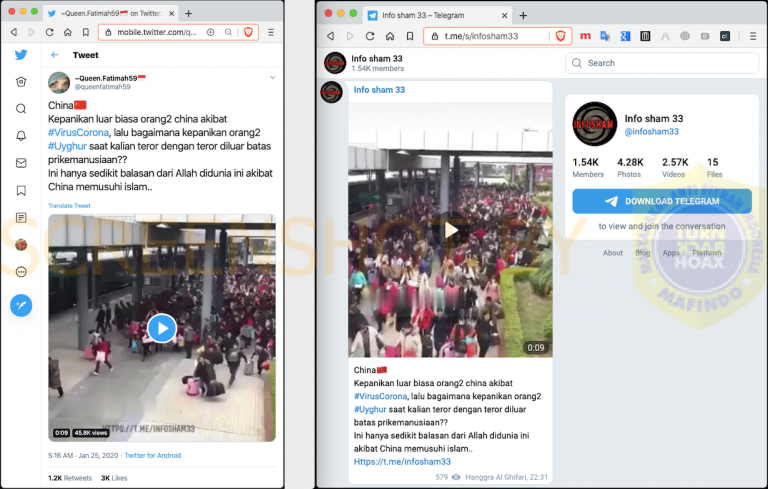 ~Queen.Fatimah59🇮🇩 on Twitter:
mobile.twitter.com/q...
Tweet
~Queen.Fatimah59🇮🇩
@queenfatimah59
China🇨🇳
Kepanikan luar biasa orang2 china akibat
#VirusCorona, lalu bagaimana kepanikan orang2
#Uyghur saat kalian teror dengan teror diluar batas
prikemanusiaan??
Ini hanya sedikit balasan dari Allah didunia ini akibat
China memusuhi islam..
Translate Tweet
HTTPS://T.ME/INFOSHAM33
0:09 45.8K views
5:16 AM · Jan 25, 2020 · Twitter for Android
1.2K Retweets 3K Likes
Info sham 33 – Telegram
t.me/s/infosham33
Info sham 33
1.54K members
Search
Info sham 33
0:09
China🇨🇳
Kepanikan luar biasa orang2 china akibat
#VirusCorona, lalu bagaimana kepanikan orang2
#Uyghur saat kalian teror dengan teror diluar
batas prikemanusiaan??
Ini hanya sedikit balasan dari Allah didunia ini
akibat China memusuhi islam..
Https://t.me/infosham33
579 Hanggra Al Ghifari, 22:31
INFOSHAM
Info sham 33
@infosham33
1.54K 4.28K 2.57K 15
Members Photos Videos Files
DOWNLOAD TELEGRAM
to view and join the conversation
About Blog Apps Platform
SCREENSHOT BY
MASYARAKAT ANTI FITNAH INDONESIA
TURN BACK HOAX
MAFINDO